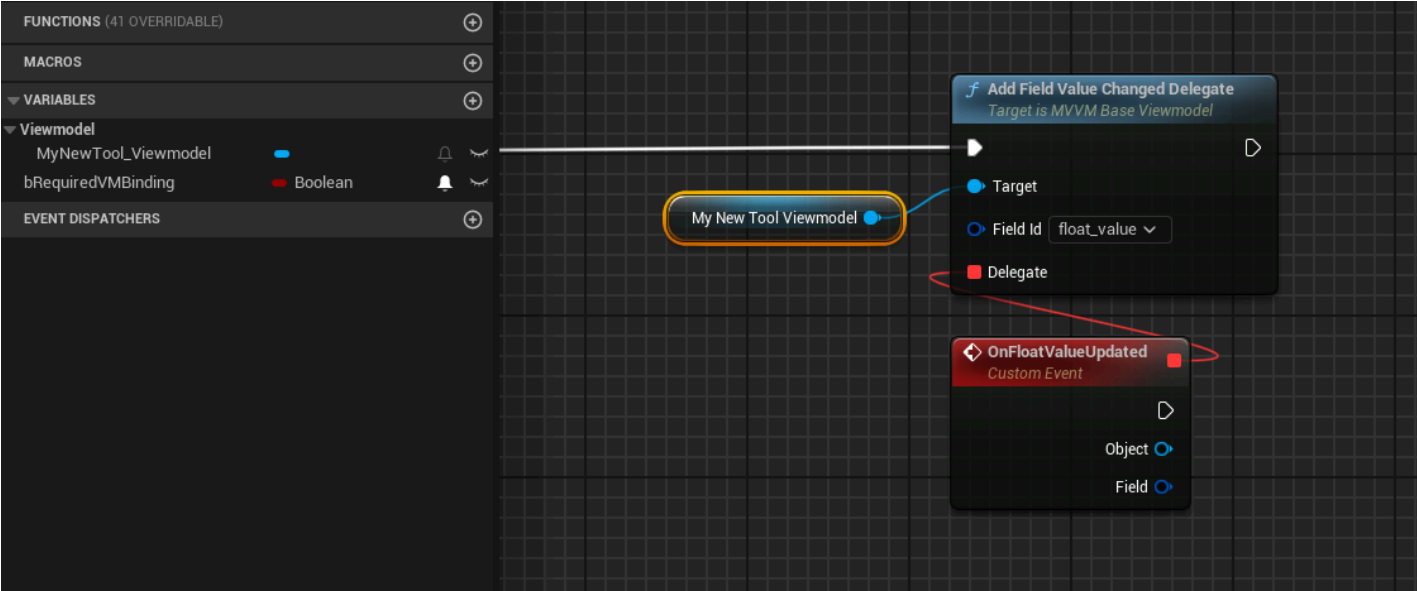 FUNCTIONS (41 OVERRIDABLE)
MACROS
VARIABLES
Viewmodel
MyNewTool_Viewmodel
bRequiredVMBinding Boolean
EVENT DISPATCHERS
My New Tool Viewmodel
f Add Field Value Changed Delegate
Target is MVVM Base Viewmodel
Target
Field Id float_value
Delegate
OnFloatValueUpdated
Custom Event
Object
Field